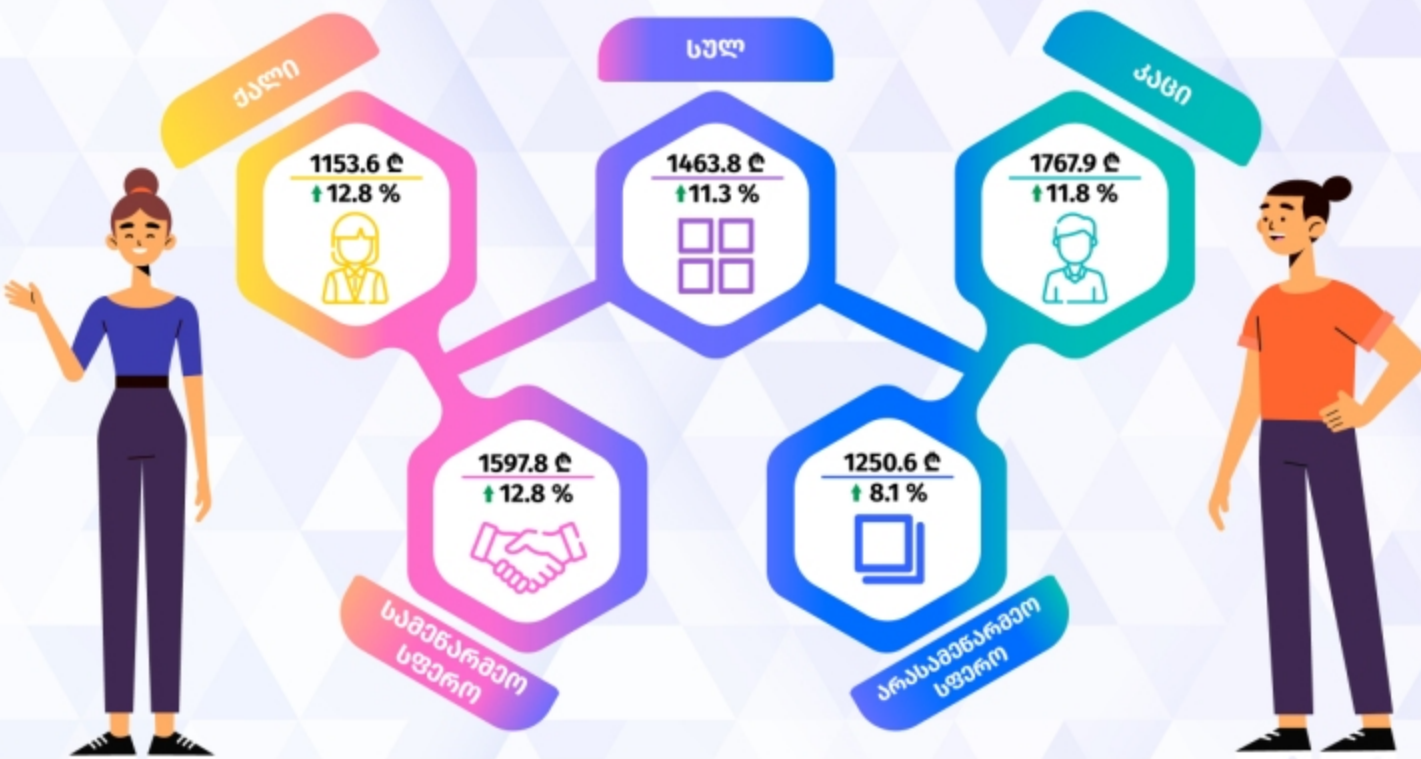 ქალი
1153.6 ₾
12.8 %
სულ
1463.8 ₾
11.3 %
კაცი
1767.9 ₾
11.8 %
1597.8 ₾
12.8 %
სამეწარმეო
სფერო
1250.6 ₾
8.1 %
არასამეწარმეო
სფერო